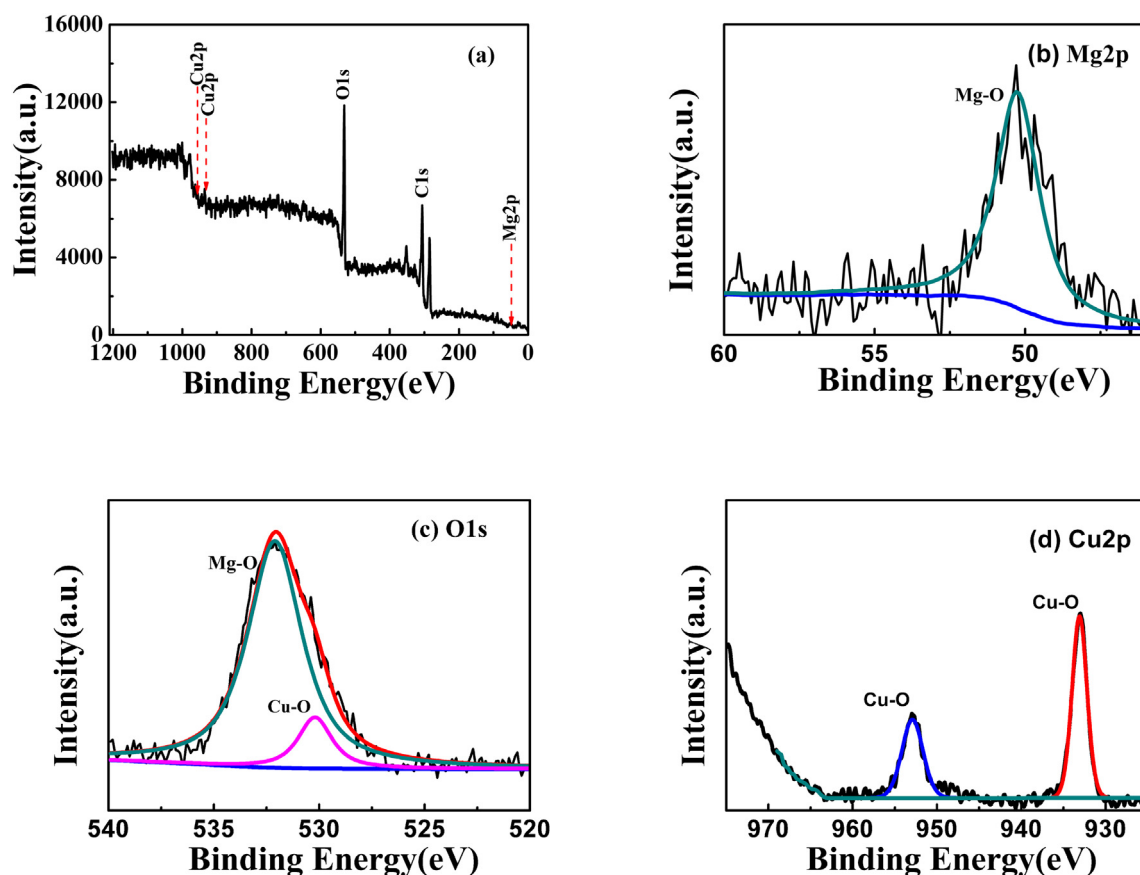 (a)
Cu2p
Cu2p
O1s
C1s
Mg2p
16000
12000
8000
4000
0
Intensity(a.u.)
1200 1000 800 600 400 200 0
Binding Energy(eV)
(b) Mg2p
Mg-O
Intensity(a.u.)
60 55 50
Binding Energy(eV)
(c) O1s
Mg-O
Cu-O
Intensity(a.u.)
540 535 530 525 520
Binding Energy(eV)
(d) Cu2p
Cu-O
Cu-O
Intensity(a.u.)
970 960 950 940 930
Binding Energy(eV)